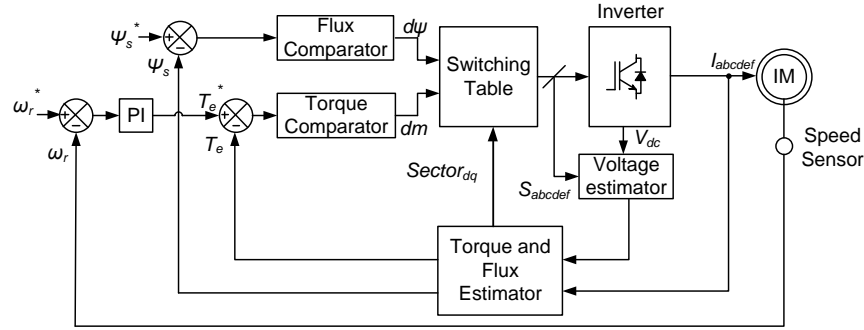 Inverter
Ψs*
Flux
Comparator
dψ
Ψs
Switching
Table
Iabcdef
IM
ωr*
PI
Te*
Torque
Comparator
dm
Te
ωr
Vdc
Speed
Sensor
Sectordq
Sabcdef
Voltage
estimator
Torque and
Flux
Estimator